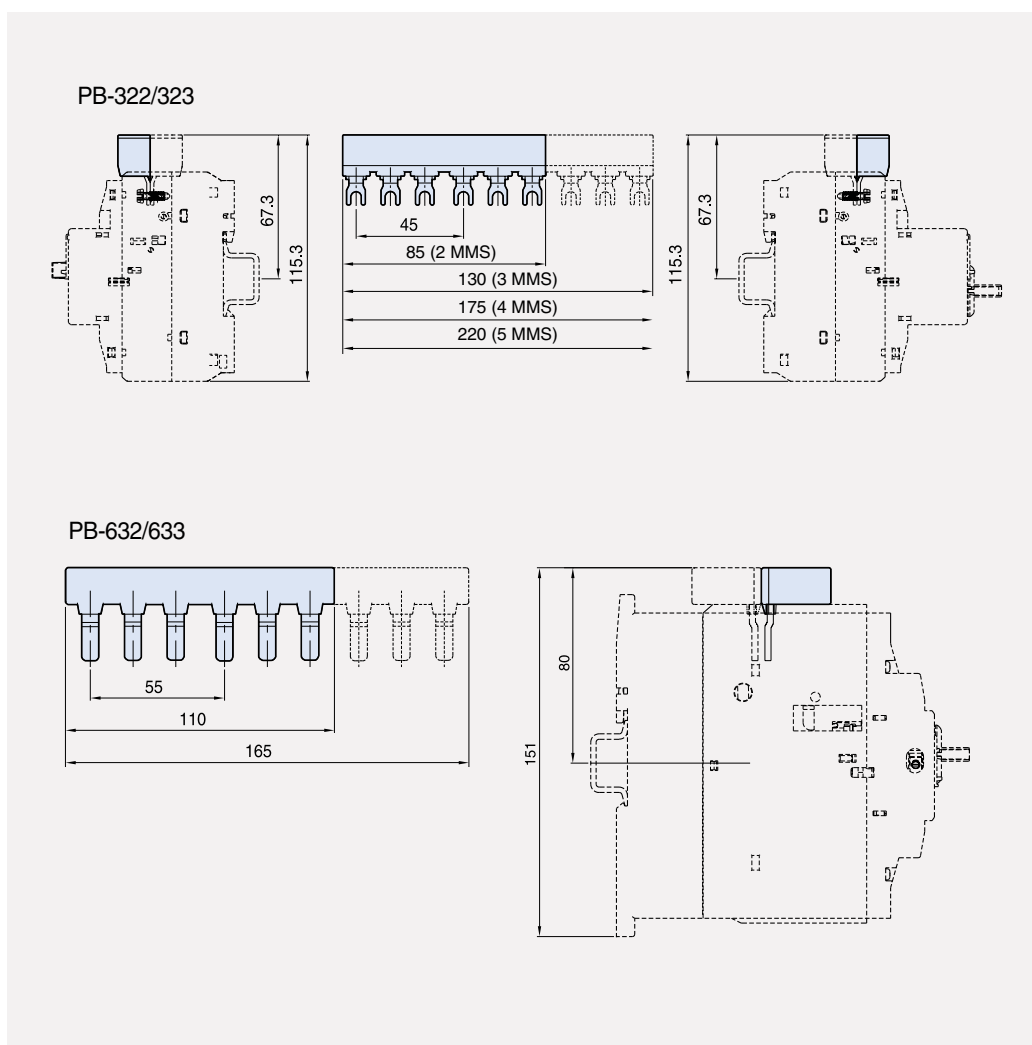 PB-322/323
67.3
115.3
45
85 (2 MMS)
130 (3 MMS)
175 (4 MMS)
220 (5 MMS)
115.3
67.3
PB-632/633
55
110
165
151
80